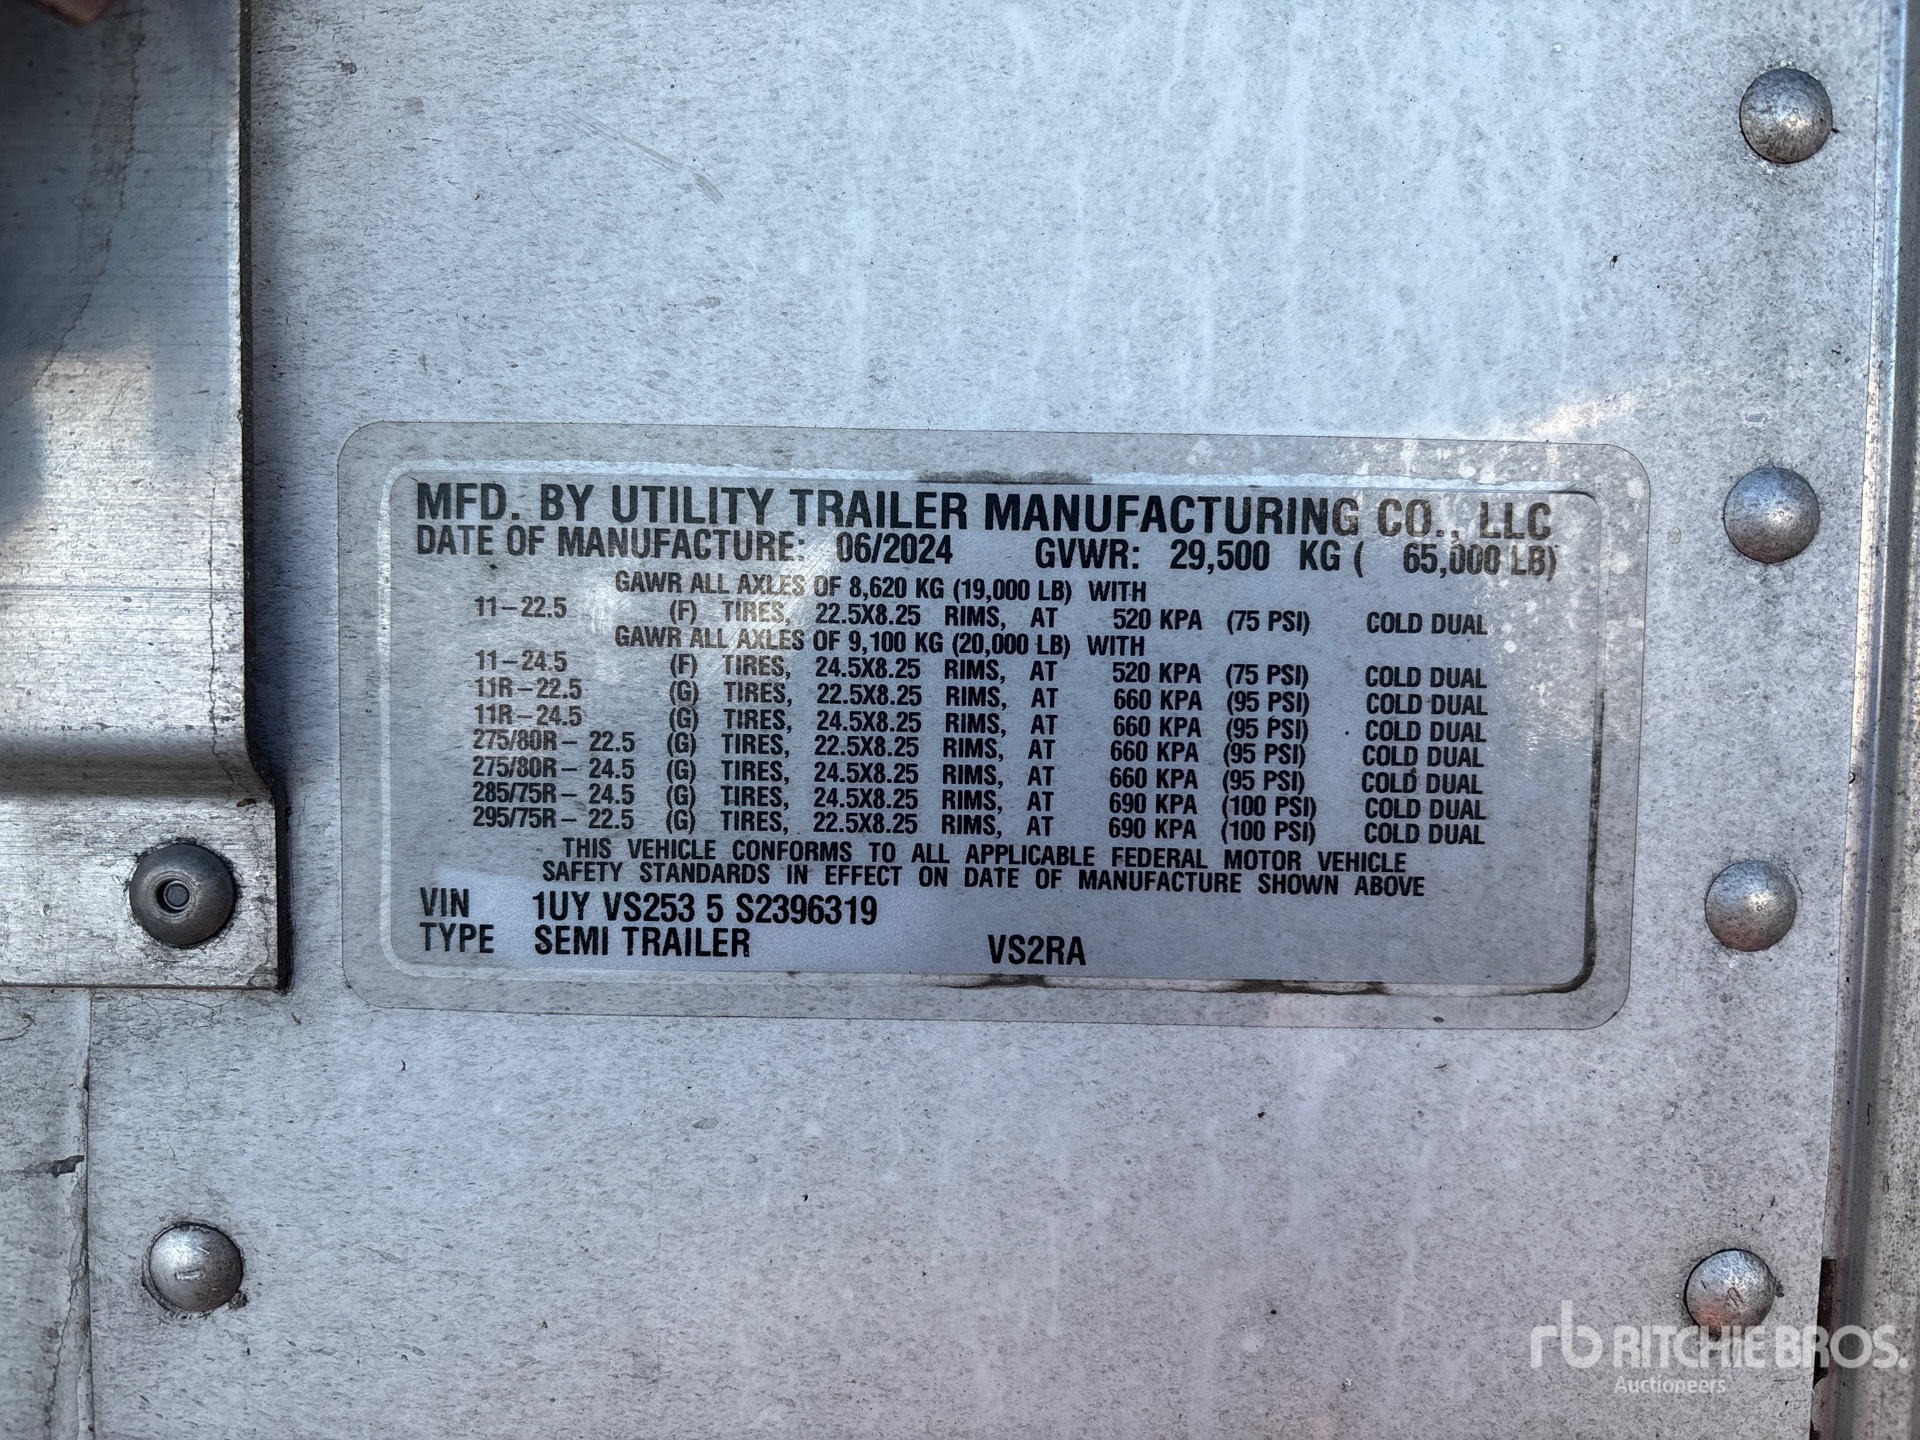 MFD. BY UTILITY TRAILER MANUFACTURING CO., LLC
DATE OF MANUFACTURE: 06/2024 GVWR: 29,500 KG ( 65,000 LB)
GAWR ALL AXLES OF 8,620 KG (19,000 LB) WITH
11-22.5 (F) TIRES, 22.5X8.25 RIMS, AT 520 KPA (75 PSI) COLD DUAL
GAWR ALL AXLES OF 9,100 KG (20,000 LB) WITH
11-24.5 (F) TIRES, 24.5X8.25 RIMS, AT 520 KPA (75 PSI) COLD DUAL
11R-22.5 (G) TIRES, 22.5X8.25 RIMS, AT 660 KPA (95 PSI) COLD DUAL
11R-24.5 (G) TIRES, 24.5X8.25 RIMS, AT 660 KPA (95 PSI) COLD DUAL
275/80R- 22.5 (G) TIRES, 22.5X8.25 RIMS, AT 660 KPA (95 PSI) COLD DUAL
275/80R- 24.5 (G) TIRES, 24.5X8.25 RIMS, AT 660 KPA (95 PSI) COLD DUAL
285/75R- 24.5 (G) TIRES, 24.5X8.25 RIMS, AT 690 KPA (100 PSI) COLD DUAL
295/75R- 22.5 (G) TIRES, 22.5X8.25 RIMS, AT 690 KPA (100 PSI) COLD DUAL
THIS VEHICLE CONFORMS TO ALL APPLICABLE FEDERAL MOTOR VEHICLE
SAFETY STANDARDS IN EFFECT ON DATE OF MANUFACTURE SHOWN ABOVE
VIN 1UY VS253 5 S2396319
TYPE SEMI TRAILER VS2RA
rb RITCHIE BROS.
Auctioneers